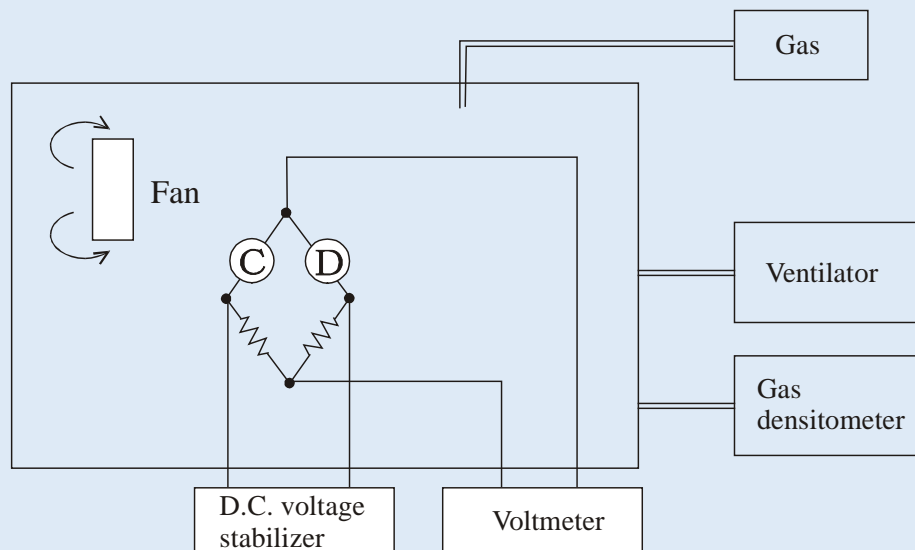 Gas
Fan
C
D
Ventilator
Gas
densitometer
D.C. voltage
stabilizer
Voltmeter